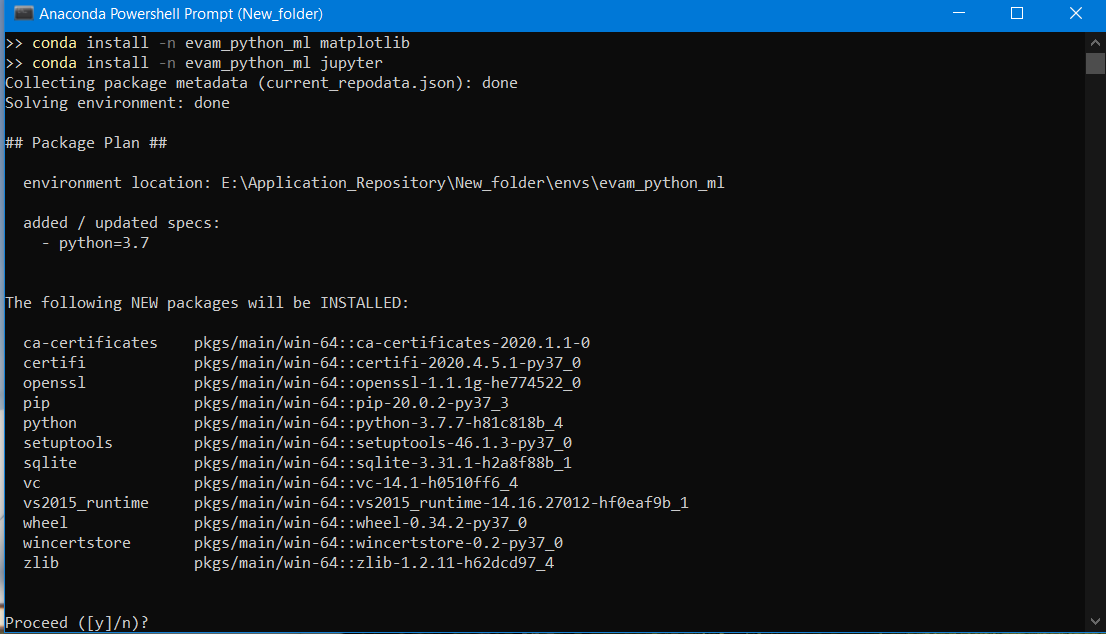 Anaconda Powershell Prompt (New_folder)
>> conda install -n evam_python_ml matplotlib
>> conda install -n evam_python_ml jupyter
Collecting package metadata (current_repodata.json): done
Solving environment: done
## Package Plan ##
environment location: E:\Application_Repository\New_folder\envs\evam_python_ml
added / updated specs:
- python=3.7
The following NEW packages will be INSTALLED:
ca-certificates pkgs/main/win-64::ca-certificates-2020.1.1-0
certifi pkgs/main/win-64::certifi-2020.4.5.1-py37_0
openssl pkgs/main/win-64::openssl-1.1.1g-he774522_0
pip pkgs/main/win-64::pip-20.0.2-py37_3
python pkgs/main/win-64::python-3.7.7-h81c818b_4
setuptools pkgs/main/win-64::setuptools-46.1.3-py37_0
sqlite pkgs/main/win-64::sqlite-3.31.1-h2a8f88b_1
vc pkgs/main/win-64::vc-14.1-h0510ff6_4
vs2015_runtime pkgs/main/win-64::vs2015_runtime-14.16.27012-hf0eaf9b_1
wheel pkgs/main/win-64::wheel-0.34.2-py37_0
wincertstore pkgs/main/win-64::wincertstore-0.2-py37_0
zlib pkgs/main/win-64::zlib-1.2.11-h62dcd97_4
Proceed ([y]/n)?